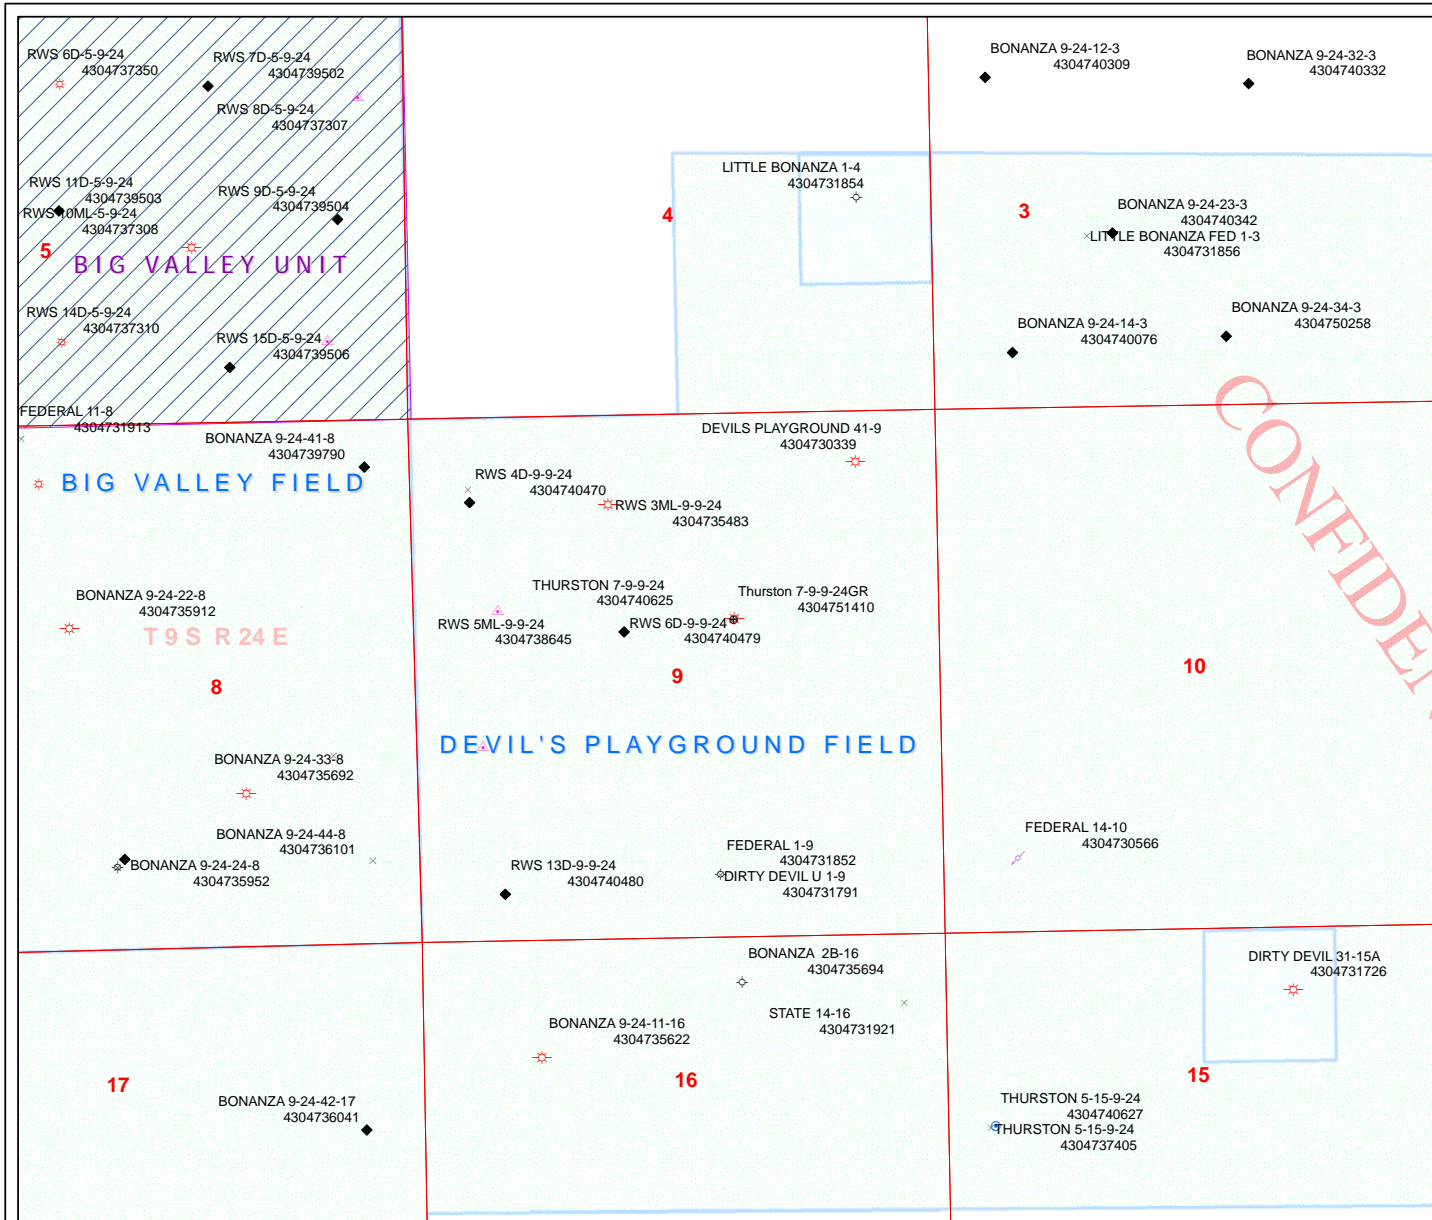 RWS 6D-5-9-24
4304737350
RWS 7D-5-9-24
4304739502
RWS 8D-5-9-24
4304737307
RWS 11D-5-9-24
4304739503
RWS 10ML-5-9-24
4304737308
RWS 9D-5-9-24
4304739504
5
BIG VALLEY UNIT
RWS 14D-5-9-24
4304737310
RWS 15D-5-9-24
4304739506
LITTLE BONANZA 1-4
4304731854
4
BONANZA 9-24-12-3
4304740309
BONANZA 9-24-32-3
4304740332
3
BONANZA 9-24-23-3
4304740342
LITTLE BONANZA FED 1-3
4304731856
BONANZA 9-24-14-3
4304740076
BONANZA 9-24-34-3
4304750258
FEDERAL 11-8
4304731913
BONANZA 9-24-41-8
4304739790
BIG VALLEY FIELD
BONANZA 9-24-22-8
4304735912
T9S R24E
8
BONANZA 9-24-33-8
4304735692
BONANZA 9-24-44-8
4304736101
BONANZA 9-24-24-8
4304735952
DEVILS PLAYGROUND 41-9
4304730339
RWS 4D-9-9-24
4304740470
RWS 3ML-9-9-24
4304735483
THURSTON 7-9-9-24
4304740625
Thurston 7-9-9-24GR
4304751410
RWS 5ML-9-9-24
4304738645
RWS 6D-9-9-24
4304740479
9
DEVIL'S PLAYGROUND FIELD
RWS 13D-9-9-24
4304740480
FEDERAL 1-9
4304731852
DIRTY DEVIL U 1-9
4304731791
10
FEDERAL 14-10
4304730566
17
BONANZA 9-24-42-17
4304736041
BONANZA 2B-16
4304735694
STATE 14-16
4304731921
BONANZA 9-24-11-16
4304735622
16
DIRTY DEVIL 31-15A
4304731726
15
THURSTON 5-15-9-24
4304740627
THURSTON 5-15-9-24
4304737405
CONFIDEN